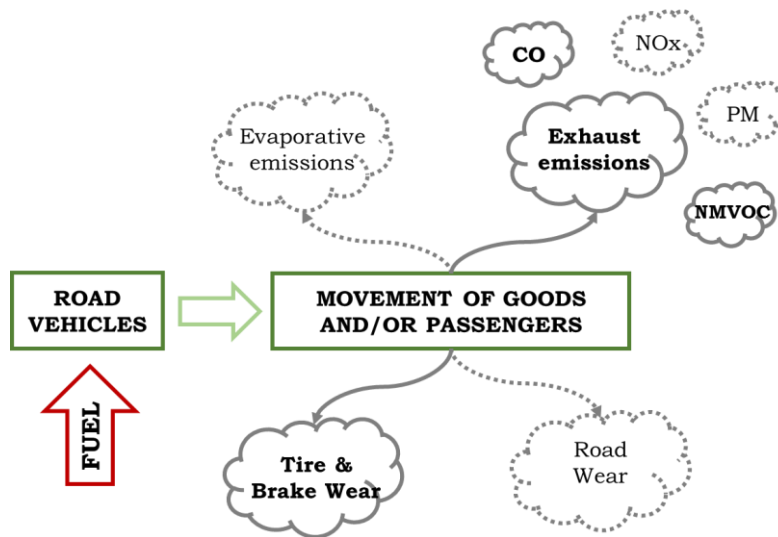 CO
NOx
PM
Evaporative
emissions
Exhaust
emissions
NMVOC
ROAD
VEHICLES
MOVEMENT OF GOODS
AND/OR PASSENGERS
FUEL
Tire &
Brake Wear
Road
Wear